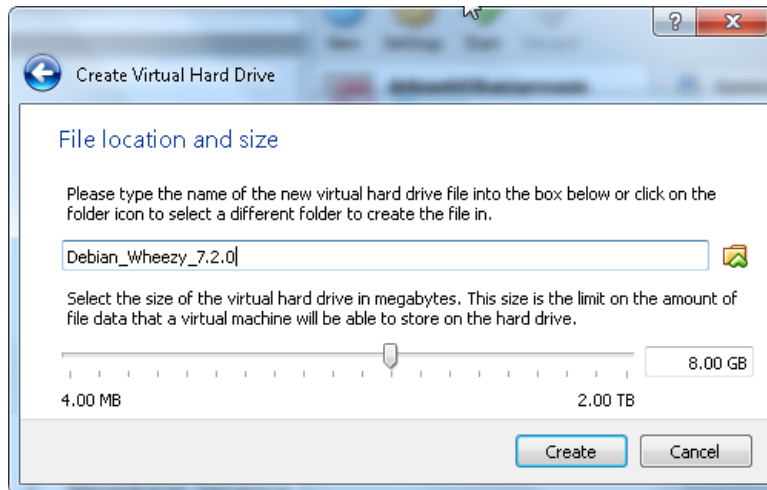 Create Virtual Hard Drive
File location and size
Please type the name of the new virtual hard drive file into the box below or click on the
folder icon to select a different folder to create the file in.
Debian_Wheezy_7.2.0
Select the size of the virtual hard drive in megabytes. This size is the limit on the amount of
file data that a virtual machine will be able to store on the hard drive.
8.00 GB
4.00 MB 2.00 TB
Create Cancel